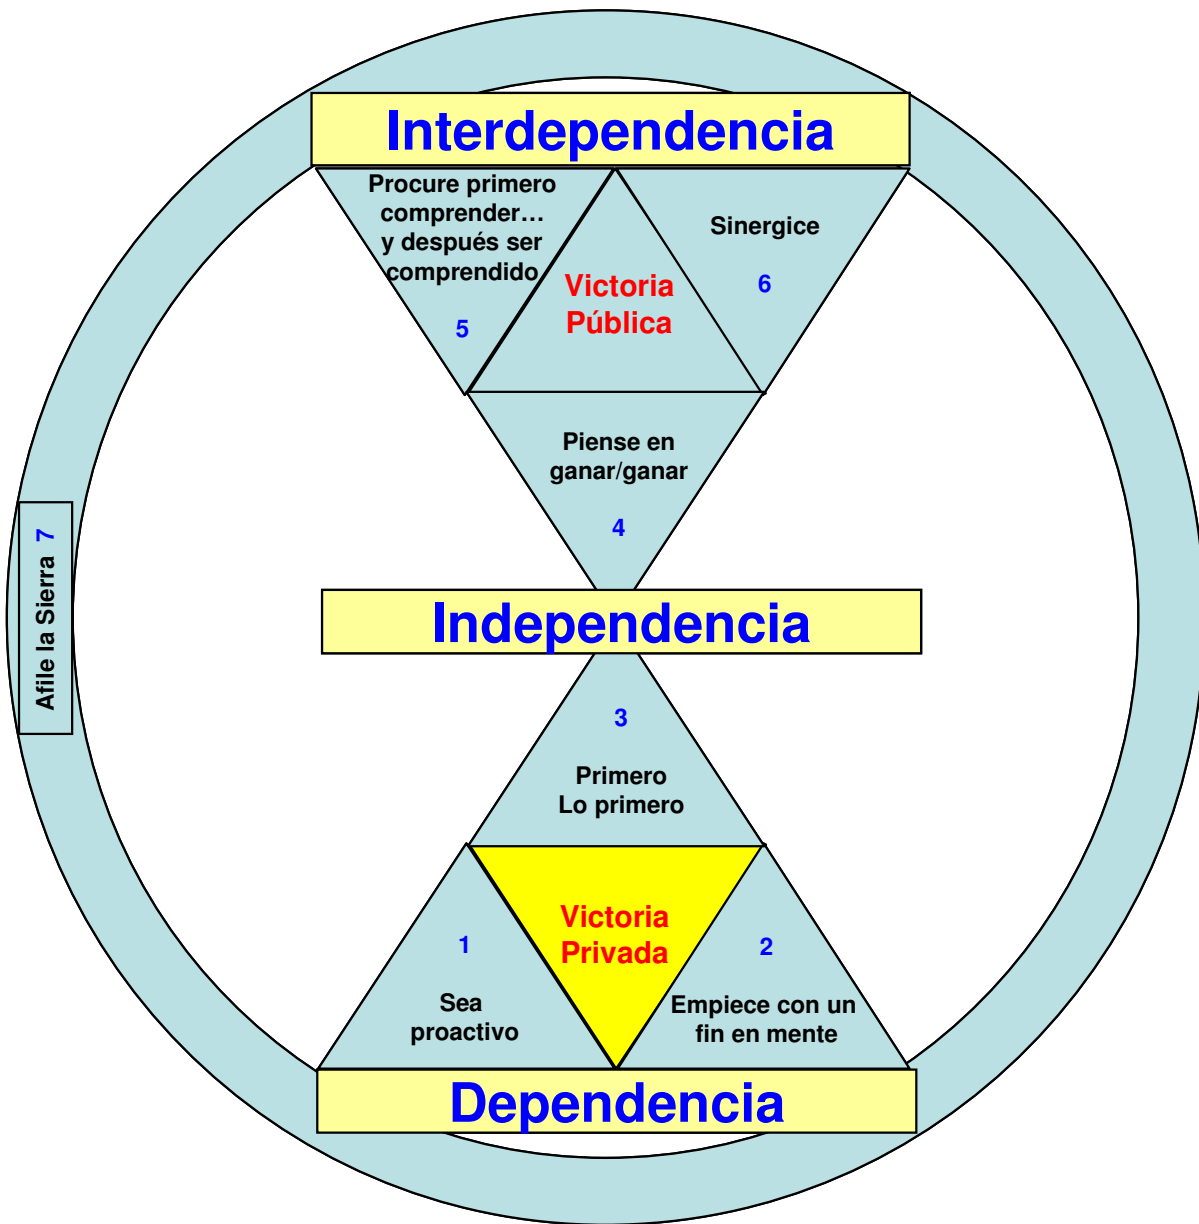 Interdependencia
Procure primero
comprender…
y después ser
comprendido
5
Victoria
Pública
Sinergice
6
Piense en
ganar/ganar
4
Afile la Sierra 7
Independencia
3
Primero
Lo primero
1
Sea
proactivo
Victoria
Privada
2
Empiece con un
fin en mente
Dependencia